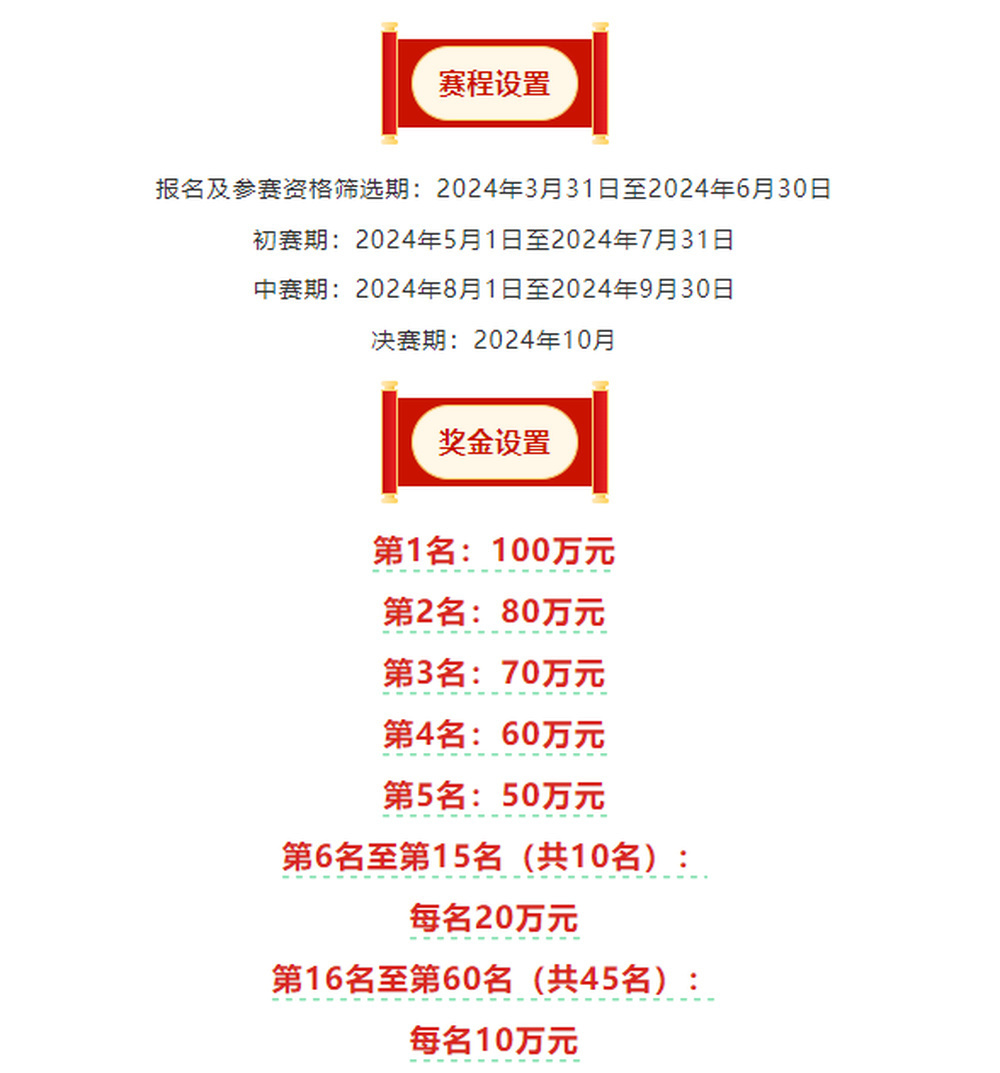 赛程设置
报名及参赛资格筛选期：2024年3月31日至2024年6月30日
初赛期：2024年5月1日至2024年7月31日
中赛期：2024年8月1日至2024年9月30日
决赛期：2024年10月
奖金设置
第1名：100万元
第2名：80万元
第3名：70万元
第4名：60万元
第5名：50万元
第6名至第15名（共10名）：
每名20万元
第16名至第60名（共45名）：
每名10万元